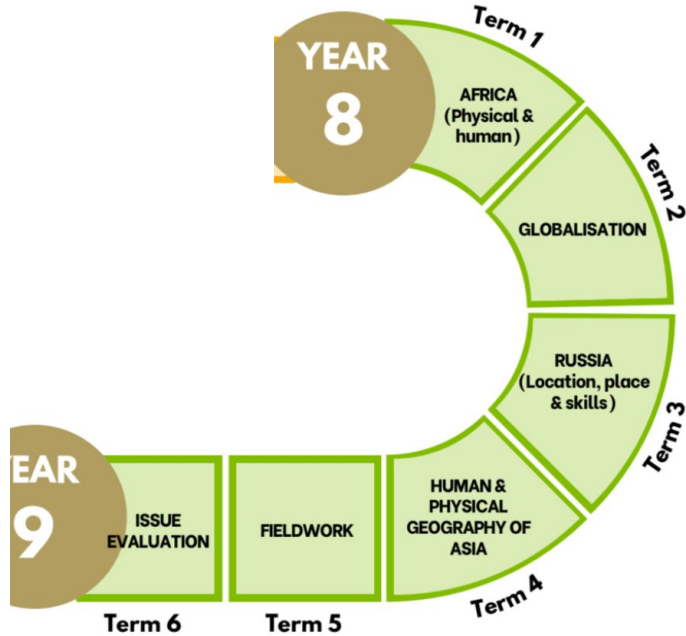 YEAR
8
Term 1
AFRICA
(Physical &
human)
Term 2
GLOBALISATION
RUSSIA
(Location, place
& skills)
Term 3
HUMAN &
PHYSICAL
GEOGRAPHY OF
ASIA
Term 4
FIELDWORK
Term 5
ISSUE
EVALUATION
Term 6
EAR
9